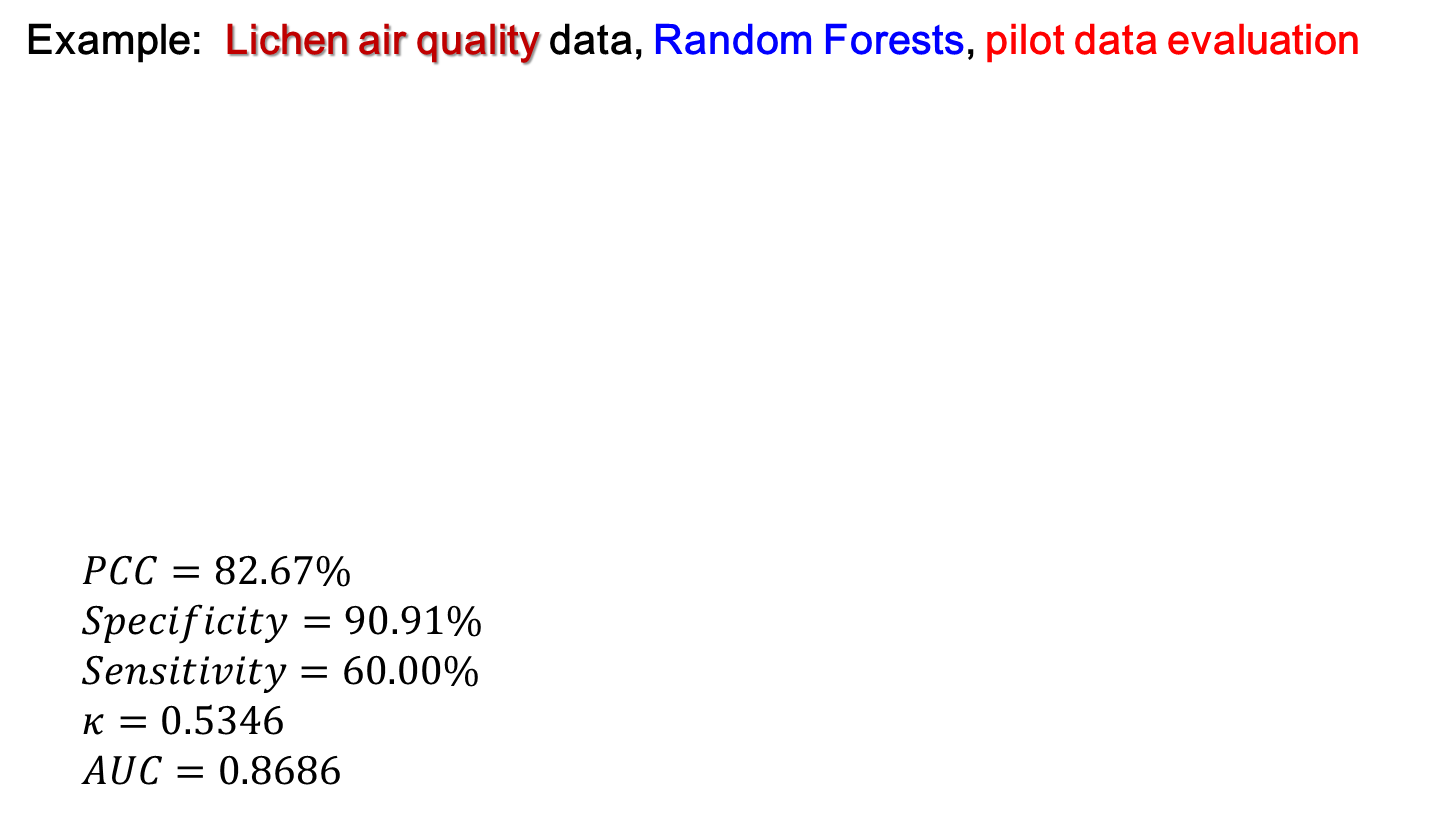 Example: Lichen air quality data, Random Forests, pilot data evaluation
PCC = 82.67%
Specificity = 90.91%
Sensitivity = 60.00%
κ = 0.5346
AUC = 0.8686